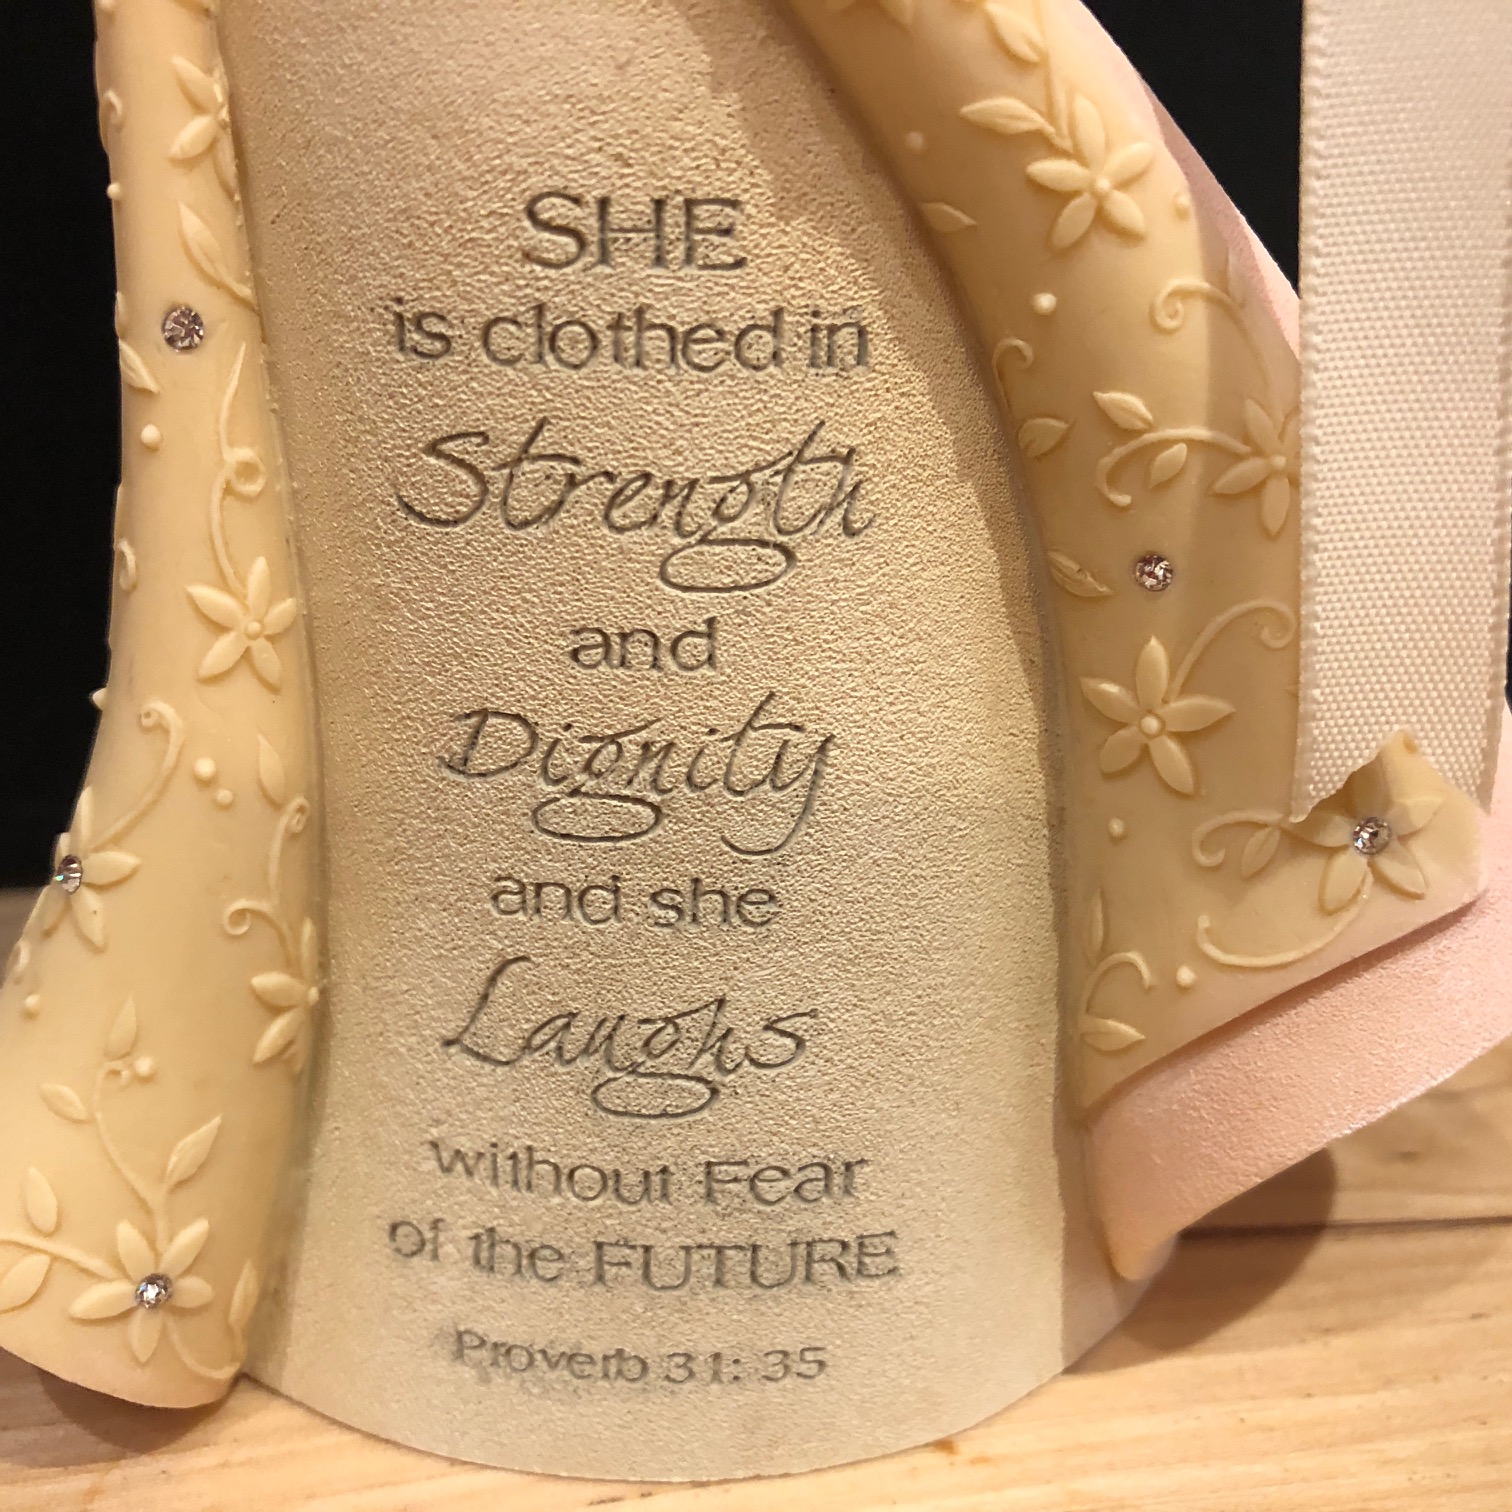 SHE
is clothed in
Strength
and
Dignity
and she
Laughs
without Fear
of the FUTURE
Proverb 31: 35